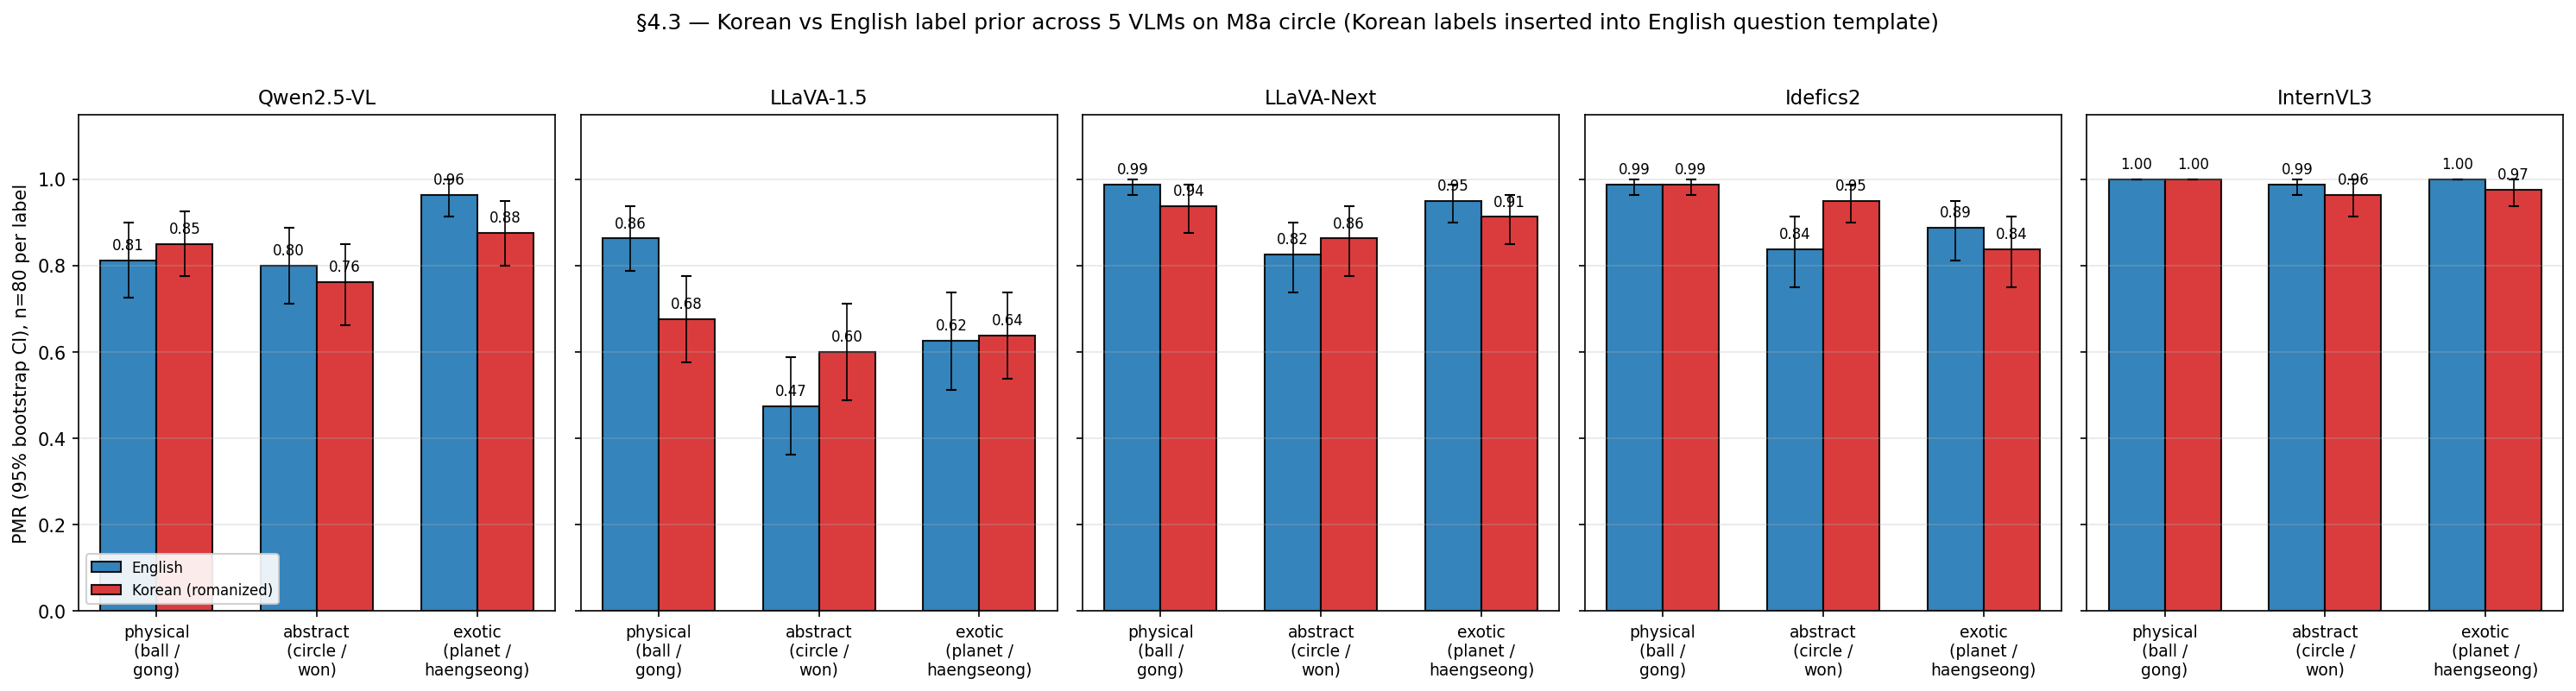 §4.3 — Korean vs English label prior across 5 VLMs on M8a circle (Korean labels inserted into English question template)
PMR (95% bootstrap CI), n=80 per label
1.0
0.8
0.6
0.4
0.2
0.0
Qwen2.5-VL
0.81
0.85
0.80
0.76
0.96
0.88
English
Korean (romanized)
physical
(ball /
gong)
abstract
(circle /
won)
exotic
(planet /
haengseong)
LLaVA-1.5
0.86
0.68
0.47
0.60
0.62
0.64
physical
(ball /
gong)
abstract
(circle /
won)
exotic
(planet /
haengseong)
LLaVA-Next
0.99
0.94
0.82
0.86
0.95
0.91
physical
(ball /
gong)
abstract
(circle /
won)
exotic
(planet /
haengseong)
Idefics2
0.99
0.99
0.84
0.95
0.89
0.84
physical
(ball /
gong)
abstract
(circle /
won)
exotic
(planet /
haengseong)
InternVL3
1.00
1.00
0.99
0.96
1.00
0.97
physical
(ball /
gong)
abstract
(circle /
won)
exotic
(planet /
haengseong)